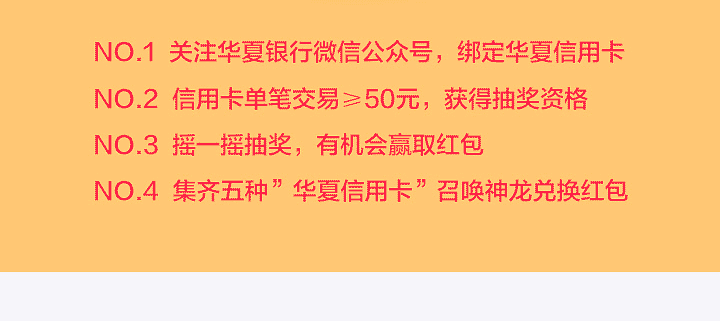 NO.1 关注华夏银行微信公众号，绑定华夏信用卡
NO.2 信用卡单笔交易≥50元，获得抽奖资格
NO.3 摇一摇抽奖，有机会赢取红包
NO.4 集齐五种”华夏信用卡”召唤神龙兑换红包